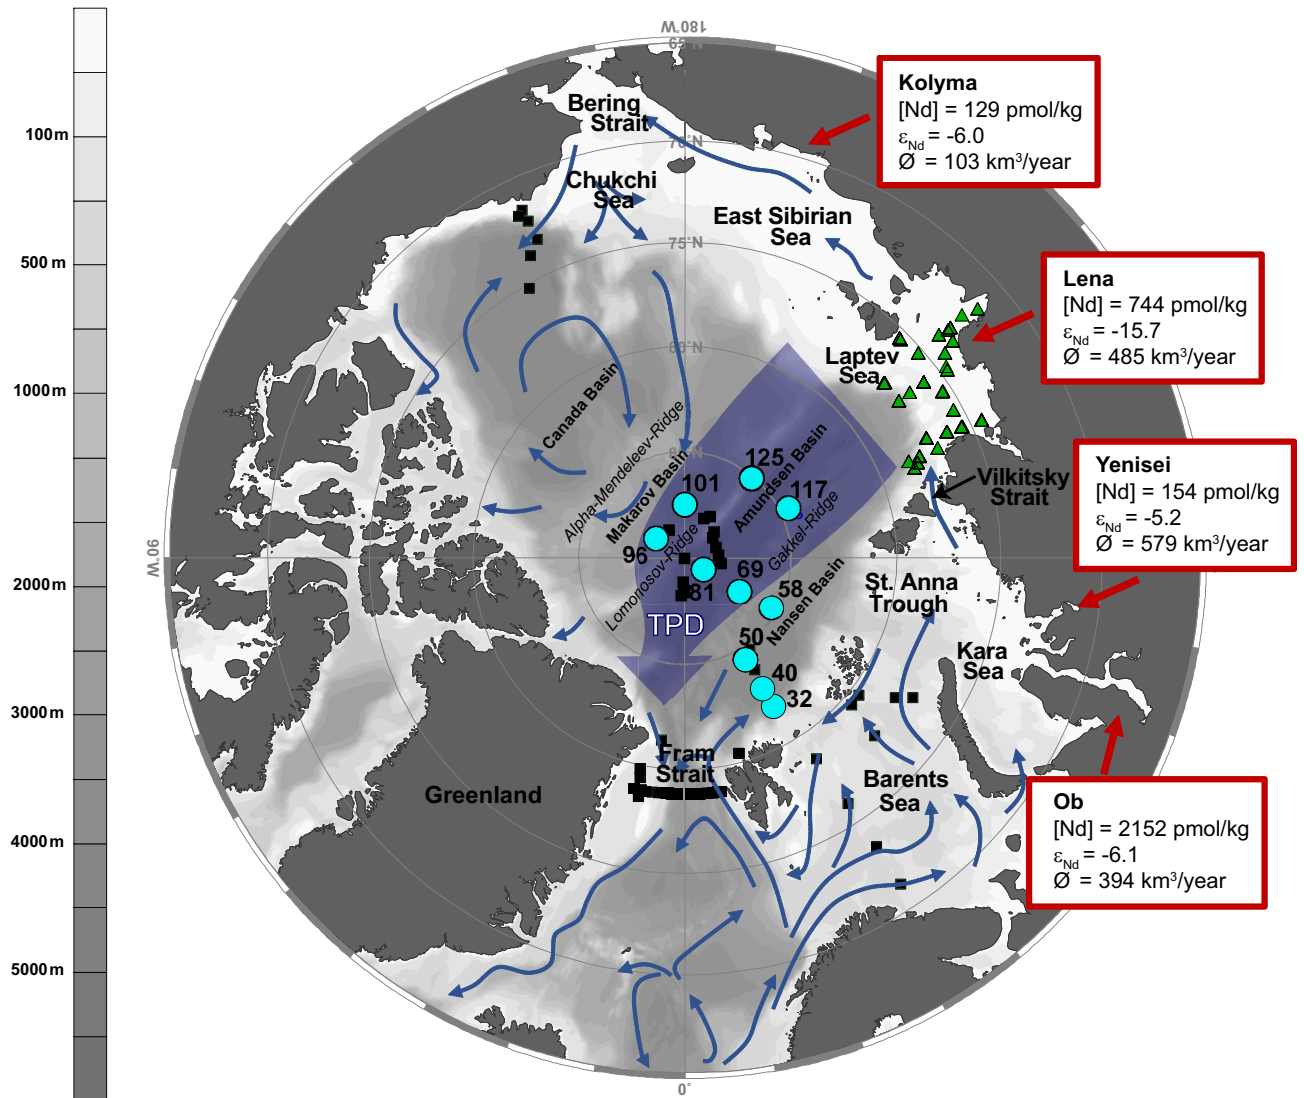 180°W
65°N
Kolyma
[Nd] = 129 pmol/kg
εNd = -6.0
Ø = 103 km³/year
Bering
Strait
100m
70°N
Chukchi
Sea
East Sibirian
Sea
75°N
500 m
Lena
[Nd] = 744 pmol/kg
εNd = -15.7
Ø = 485 km³/year
80°N
Laptev
Sea
1000m
Canada Basin
Alpha-Mendeleev-Ridge
Makarov Basin
125
Amundsen Basin
101
117
Vilkitsky
Strait
Yenisei
[Nd] = 154 pmol/kg
εNd = -5.2
Ø = 579 km³/year
Gakkel-Ridge
96
Lomonosov-Ridge
90°W
2000m
81
69
58
Nansen Basin
St. Anna
Trough
TPD
50
Kara
Sea
40
32
3000m
Fram
Strait
Barents
Sea
Greenland
Ob
[Nd] = 2152 pmol/kg
εNd = -6.1
Ø = 394 km³/year
4000m
5000m
0°